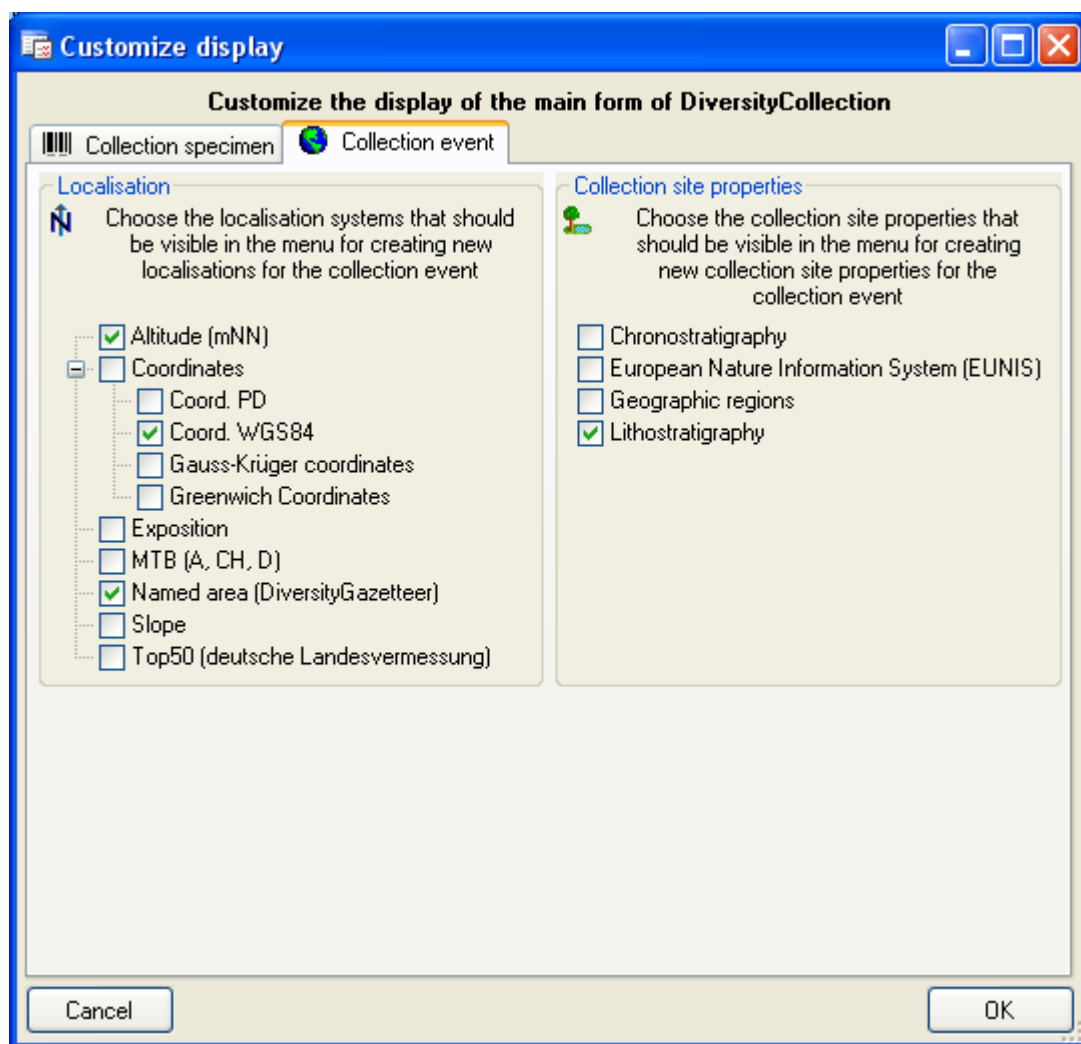 Customize display
Customize the display of the main form of DiversityCollection
Collection specimen
Collection event
Localisation
Choose the localisation systems that should
be visible in the menu for creating new
localisations for the collection event
Altitude (mNN)
Coordinates
Coord. PD
Coord. WGS84
Gauss-Krüger coordinates
Greenwich Coordinates
Exposition
MTB (A, CH, D)
Named area (DiversityGazetteer)
Slope
Top50 (deutsche Landesvermessung)
Collection site properties
Choose the collection site properties that
should be visible in the menu for creating
new collection site properties for the
collection event
Chronostratigraphy
European Nature Information System (EUNIS)
Geographic regions
Lithostratigraphy
Cancel
OK